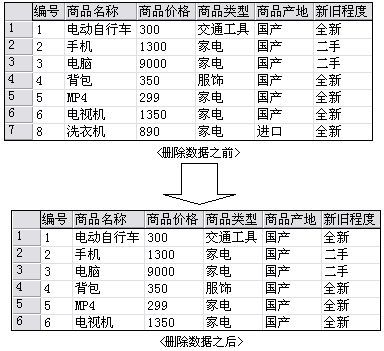 编号 商品名称 商品价格 商品类型 商品产地 新旧程度
1 1 电动自行车 300 交通工具 国产 全新
2 2 手机 1300 家电 国产 二手
3 3 电脑 9000 家电 国产 二手
4 4 背包 350 服饰 国产 全新
5 5 MP4 299 家电 国产 全新
6 6 电视机 1350 家电 国产 全新
7 8 洗衣机 890 家电 进口 全新
<删除数据之前>
编号 商品名称 商品价格 商品类型 商品产地 新旧程度
1 1 电动自行车 300 交通工具 国产 全新
2 2 手机 1300 家电 国产 二手
3 3 电脑 9000 家电 国产 二手
4 4 背包 350 服饰 国产 全新
5 5 MP4 299 家电 国产 全新
6 6 电视机 1350 家电 国产 全新
<删除数据之后>